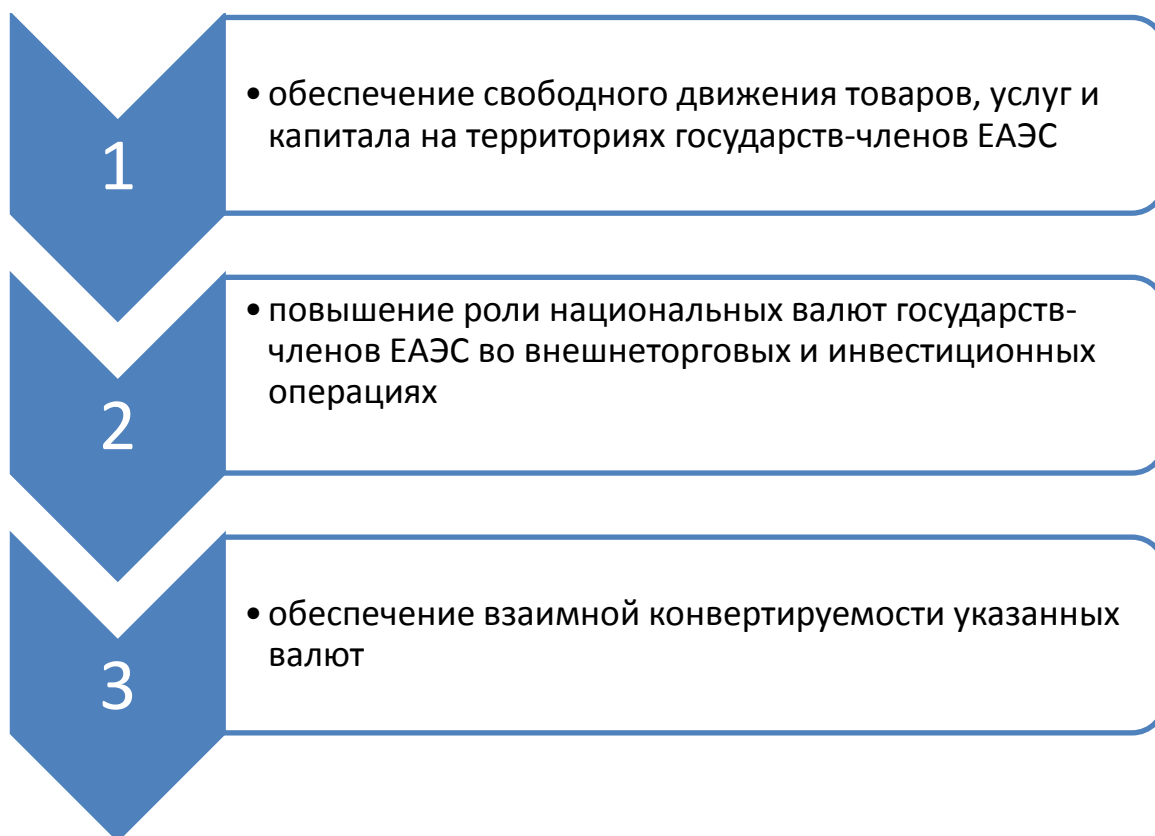 1
• обеспечение свободного движения товаров, услуг и
капитала на территориях государств-членов ЕАЭС
2
• повышение роли национальных валют государств-
членов ЕАЭС во внешнеторговых и инвестиционных
операциях
3
• обеспечение взаимной конвертируемости указанных
валют